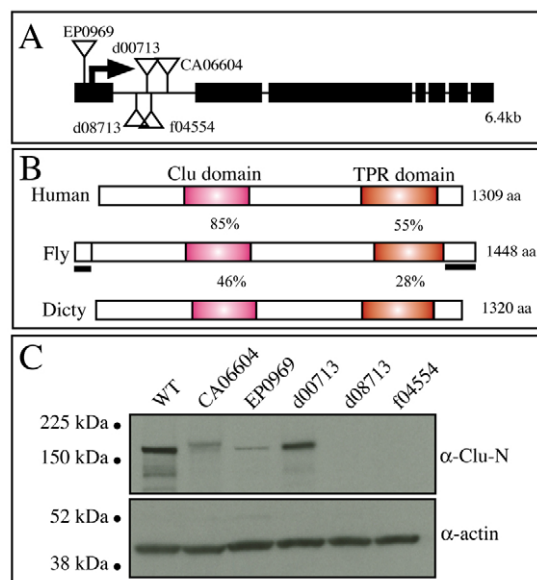 A
EP0969
d00713
CA06604
d08713
f04554
6.4kb
B
Clu domain
TPR domain
Human
1309 aa
85%
55%
Fly
1448 aa
46%
28%
Dicty
1320 aa
C
WT
CA06604
EP0969
d00713
d08713
f04554
225 kDa
150 kDa
α-Clu-N
52 kDa
38 kDa
α-actin